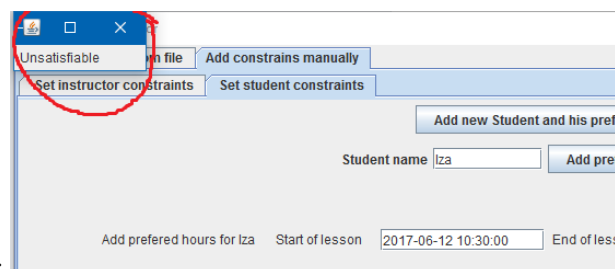 Unsatisfiable
m file Add constrains manually
Set instructor constraints Set student constraints
Add new Student and his pref
Student name Iza Add pre
Add prefered hours for Iza Start of lesson 2017-06-12 10:30:00 End of less